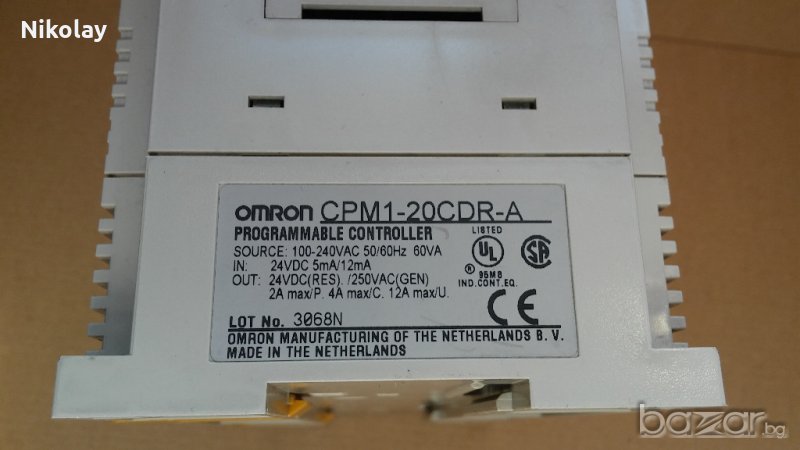 Nikolay
OMRON CPM1-20CDR-A
PROGRAMMABLE CONTROLLER
SOURCE: 100-240VAC 50/60Hz 60VA
IN: 24VDC 5mA/12mA
OUT: 24VDC(RES). /250VAC(GEN)
2A max/P. 4A max/C. 12A max/U.
LISTED
UL
®
95M8
IND.CONT.EQ.
SA
CE
LOT No. 3068N
OMRON MANUFACTURING OF THE NETHERLANDS B.V.
MADE IN THE NETHERLANDS
bazar.bg